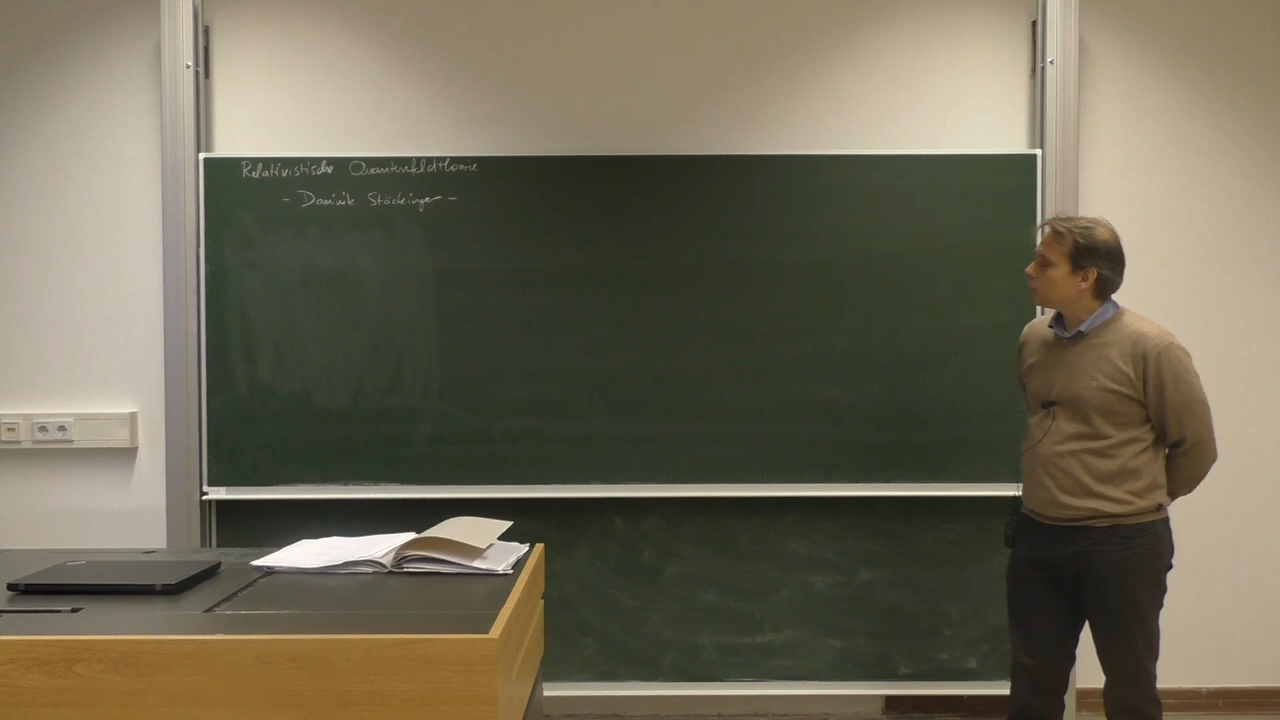 Relativistische Quantenfeldtheorie
- Dominik Stöckinger -